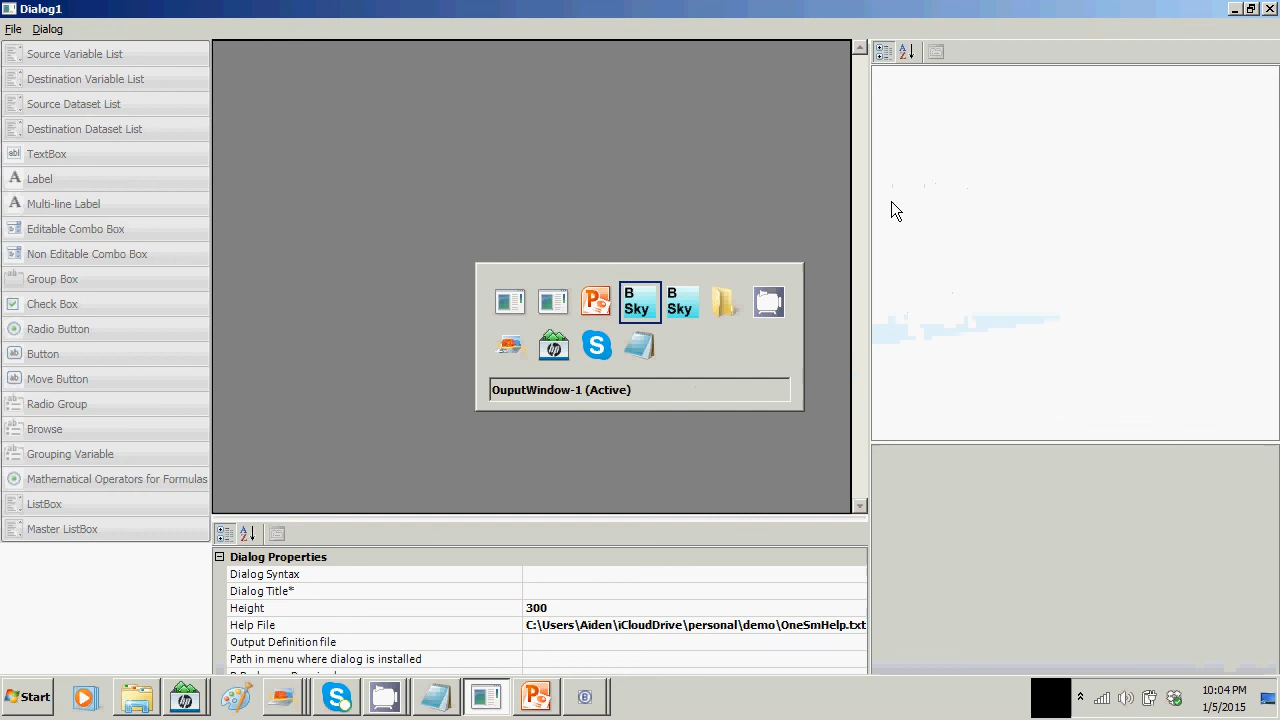 Dialog1
File Dialog
Source Variable List
Destination Variable List
Source Dataset List
Destination Dataset List
TextBox
Label
Multi-line Label
Editable Combo Box
Non Editable Combo Box
Group Box
Check Box
Radio Button
Button
Move Button
Radio Group
Browse
Grouping Variable
Mathematical Operators for Formulas
ListBox
Master ListBox
B
Sky
B
Sky
OuputWindow-1 (Active)
Dialog Properties
Dialog Syntax
Dialog Title*
Height 300
Help File C:\Users\Aiden\iCloudDrive\personal\demo\OneSmHelp.txt
Output Definition file
Path in menu where dialog is installed
Start
10:04 PM
1/5/2015